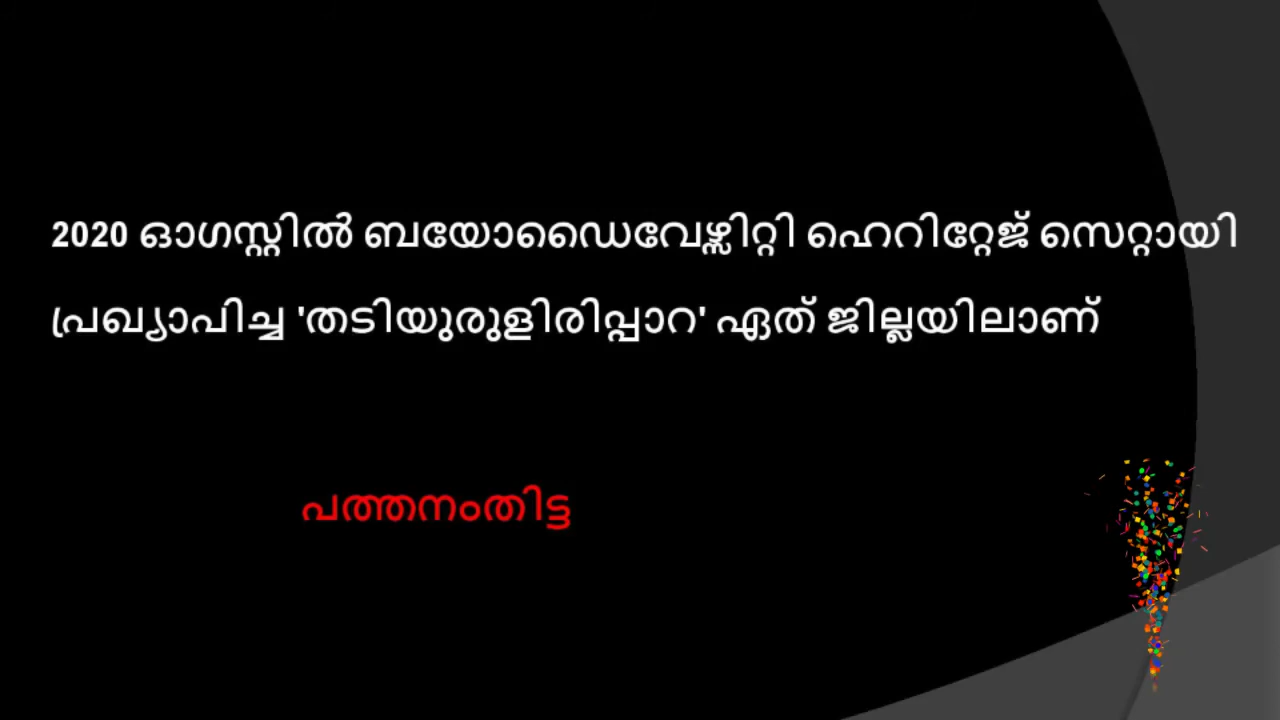 2020 ഓഗസ്റ്റിൽ ബയോഡൈവേഴ്സിറ്റി ഹെറിറ്റേജ് സെറ്റായി
പ്രഖ്യാപിച്ച 'തടിയുരുളിരിപ്പാറ' ഏത് ജില്ലയിലാണ്
പത്തനംതിട്ട